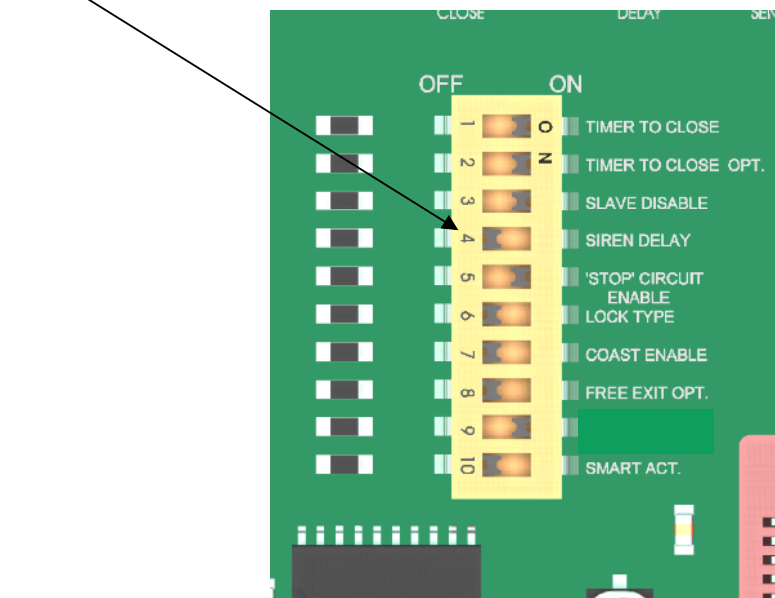 CLOSE DELAY
OFF ON
1 O TIMER TO CLOSE
2 N TIMER TO CLOSE OPT.
3 SLAVE DISABLE
4 SIREN DELAY
5 'STOP' CIRCUIT
ENABLE
6 LOCK TYPE
7 COAST ENABLE
8 FREE EXIT OPT.
9
10 SMART ACT.